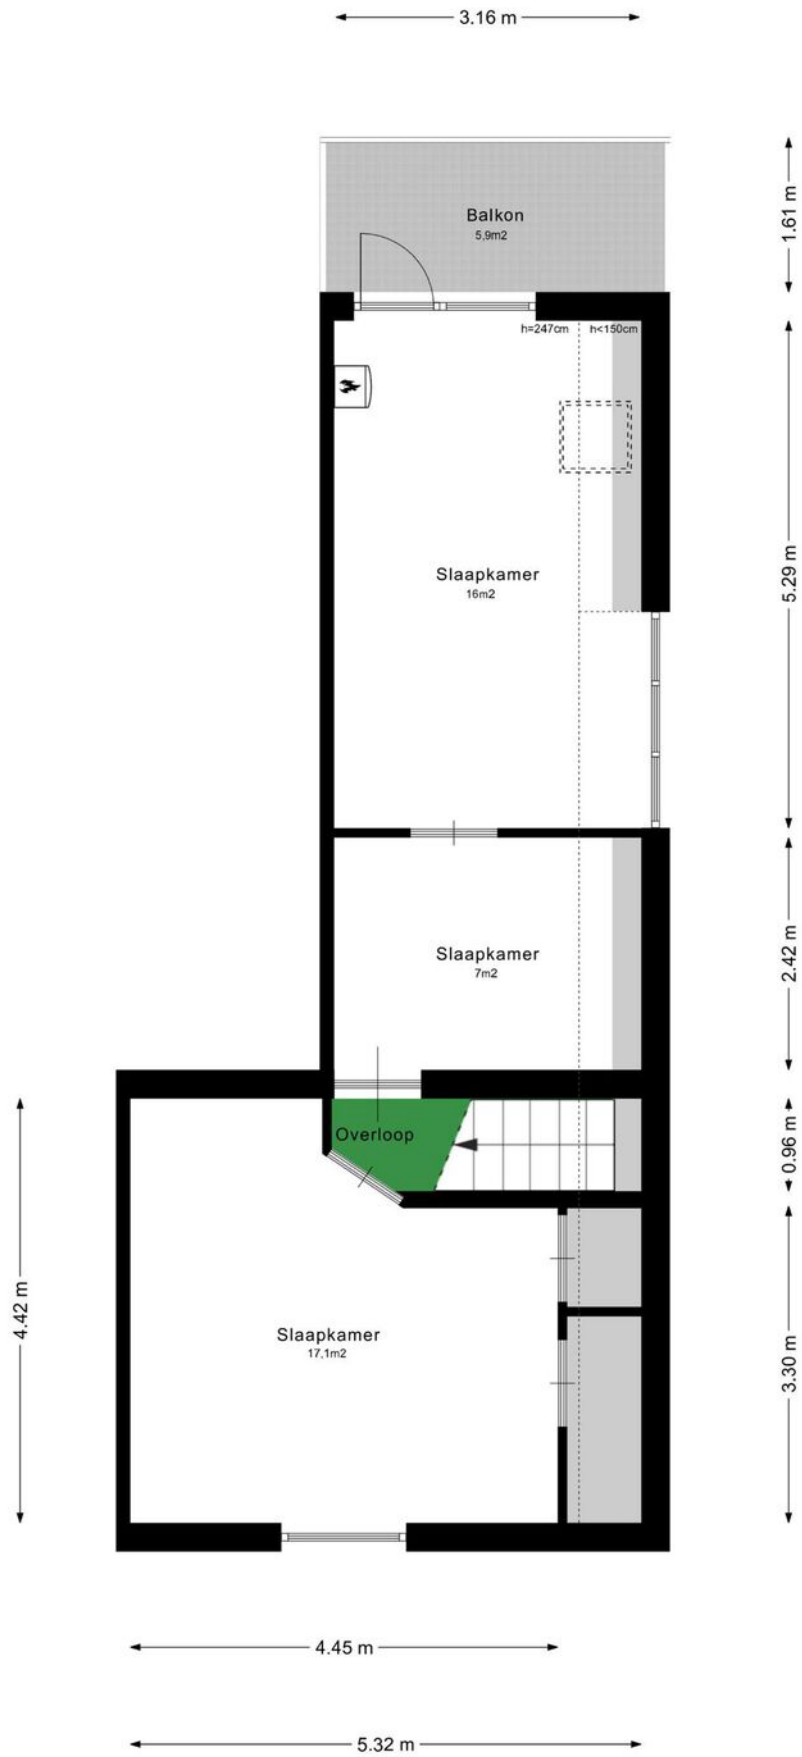 3.16 m
1.61 m
Balkon
5,9m2
h=247cm
h<150cm
5.29 m
Slaapkamer
16m2
2.42 m
Slaapkamer
7m2
Overloop
0.96 m
4.42 m
Slaapkamer
17,1m2
3.30 m
4.45 m
5.32 m